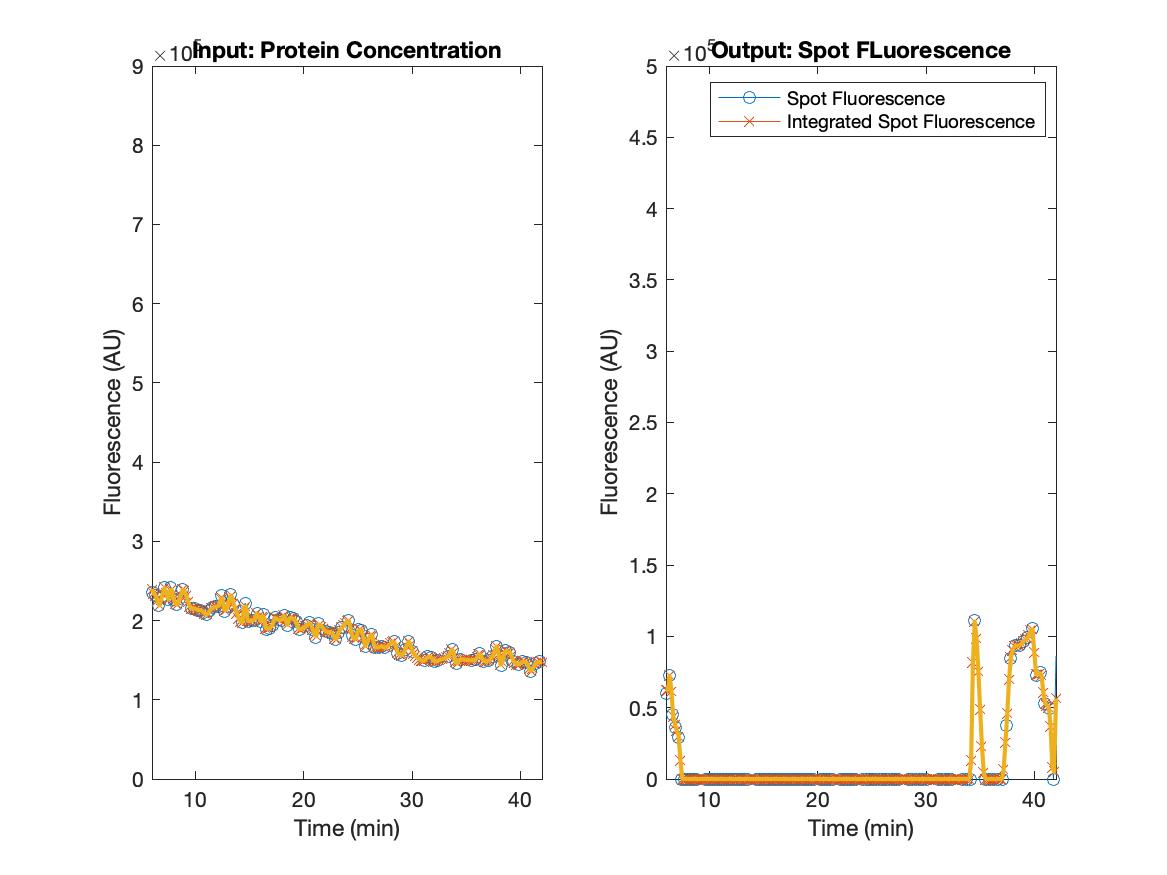 ×10^5
Input: Protein Concentration
9
8
7
6
5
4
3
2
1
0
Fluorescence (AU)
10 20 30 40
Time (min)
×10^5
Output: Spot FLuorescence
Spot Fluorescence
Integrated Spot Fluorescence
5
4.5
4
3.5
3
2.5
2
1.5
1
0.5
0
Fluorescence (AU)
10 20 30 40
Time (min)